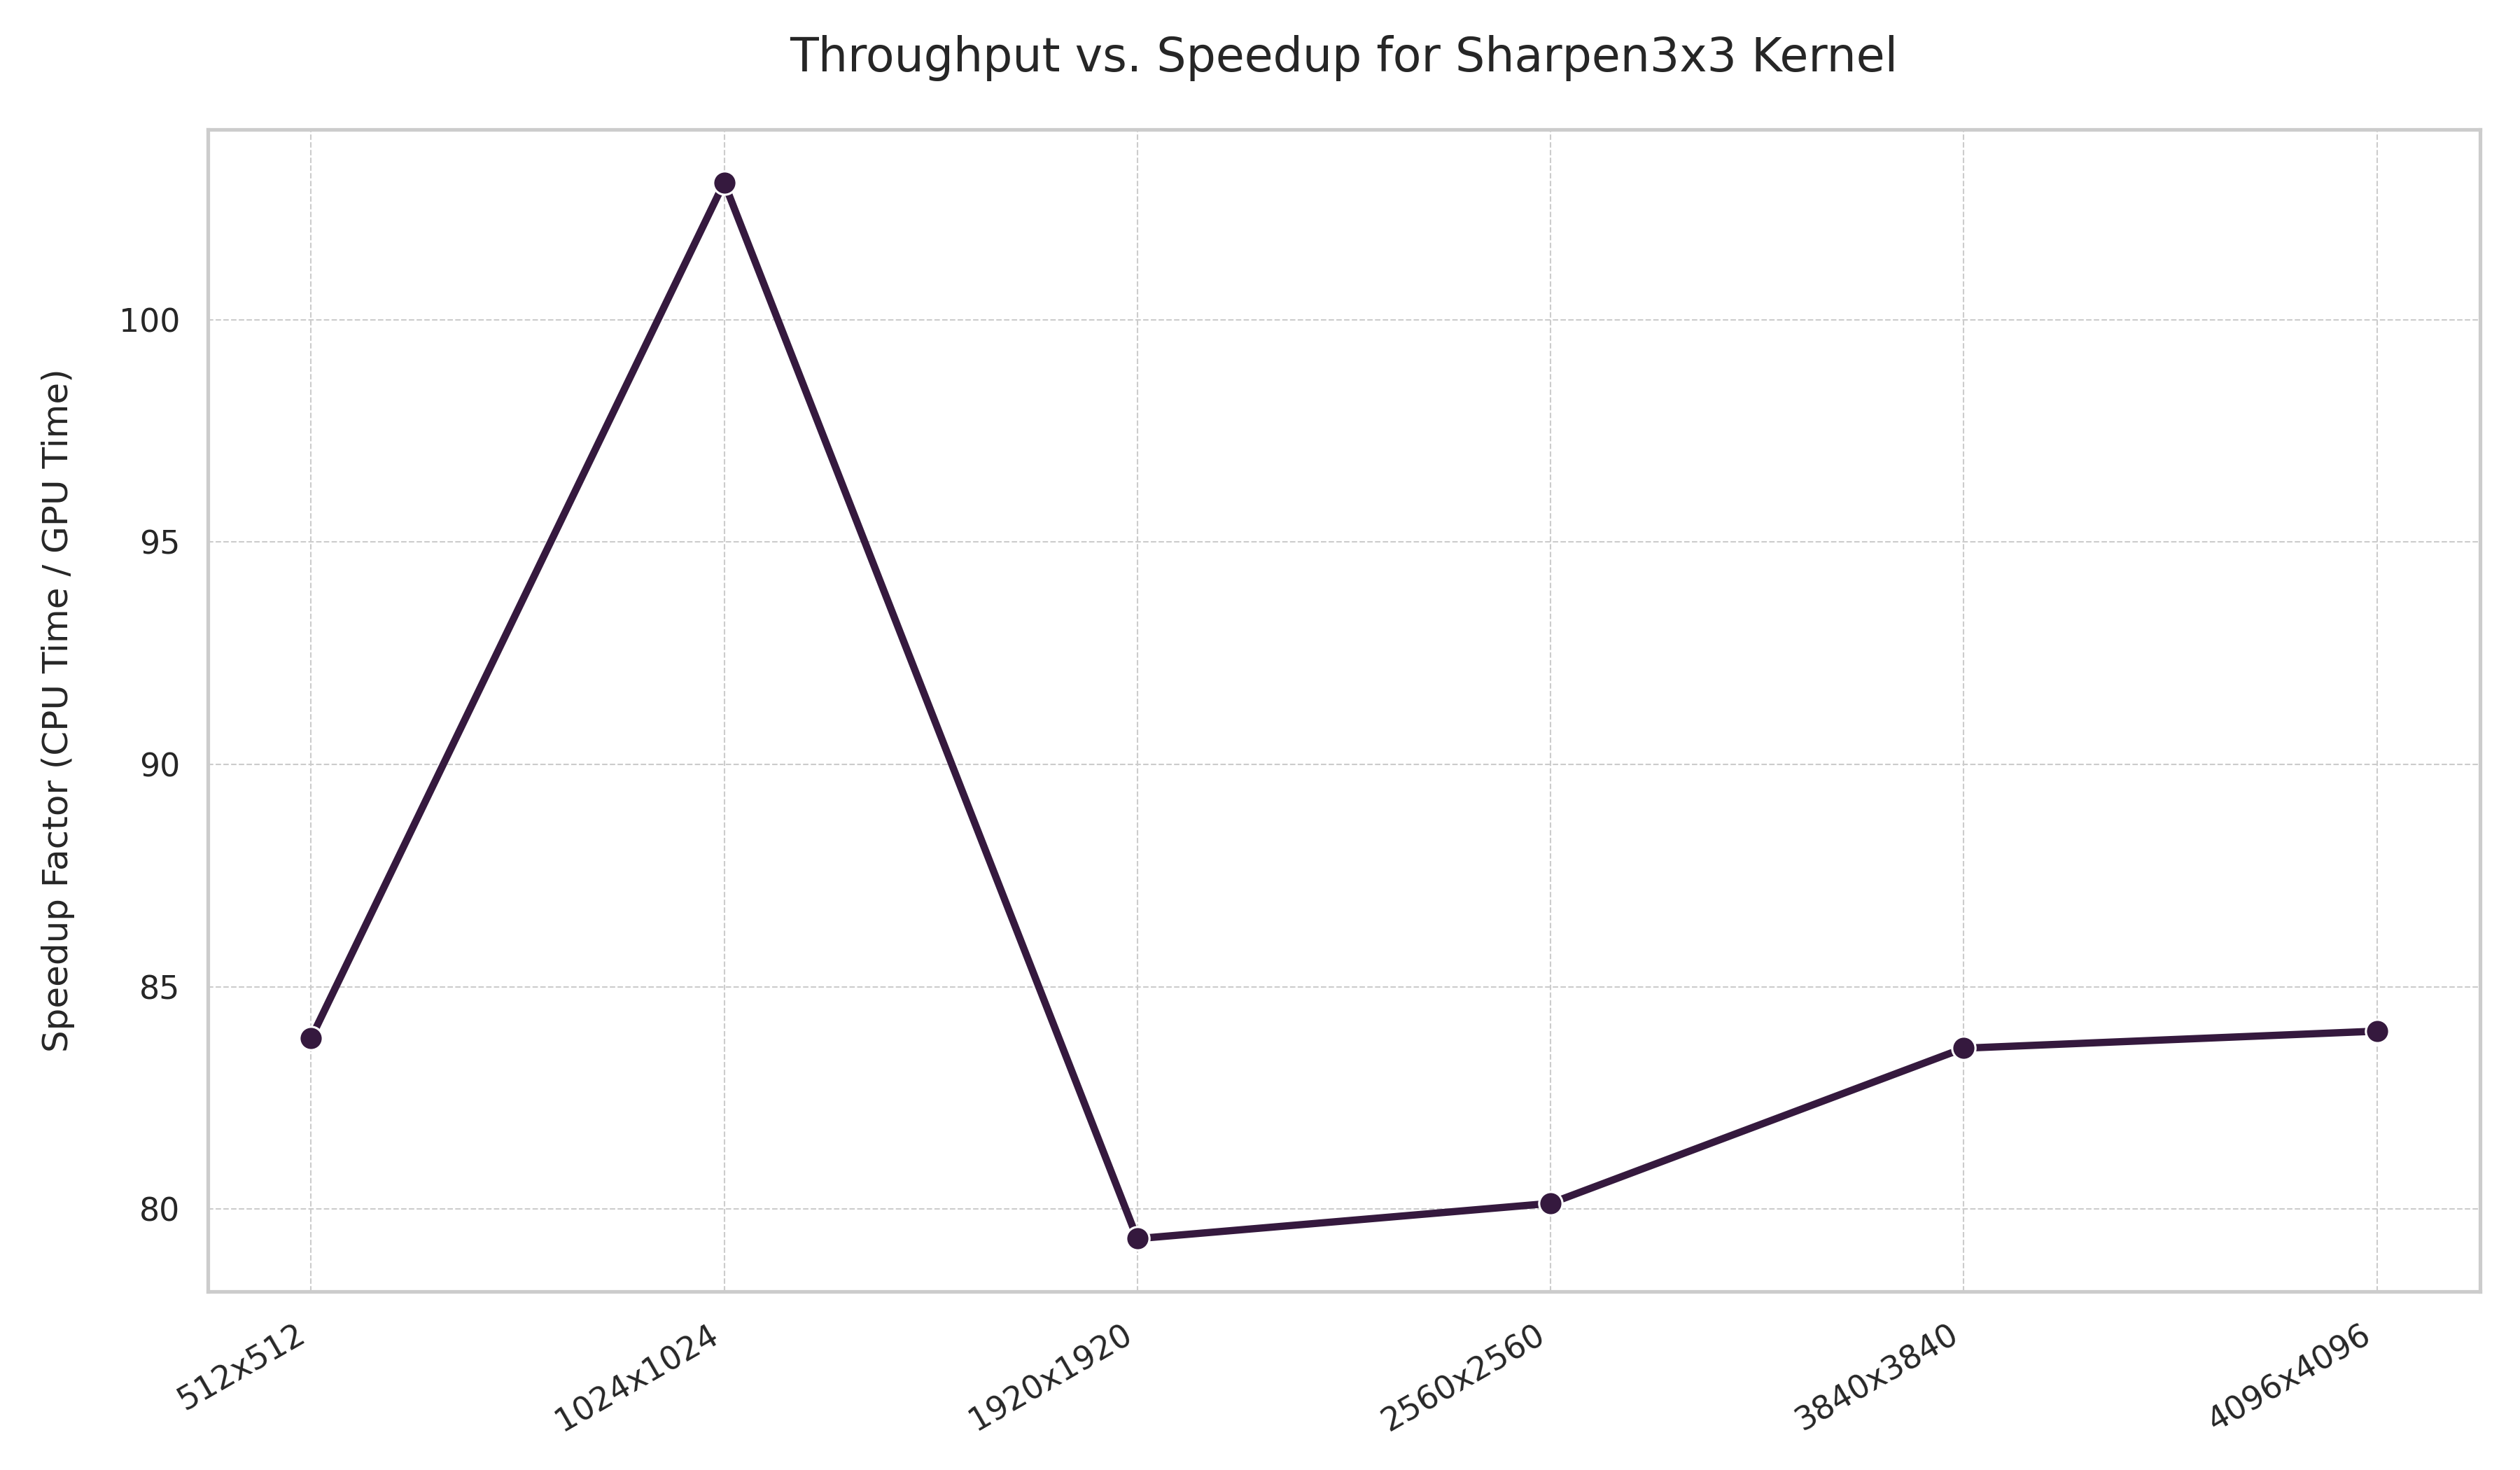 Throughput vs. Speedup for Sharpen3x3 Kernel
Speedup Factor (CPU Time / GPU Time)
100
95
90
85
80
512x512
1024x1024
1920x1920
2560x2560
3840x3840
4096x4096